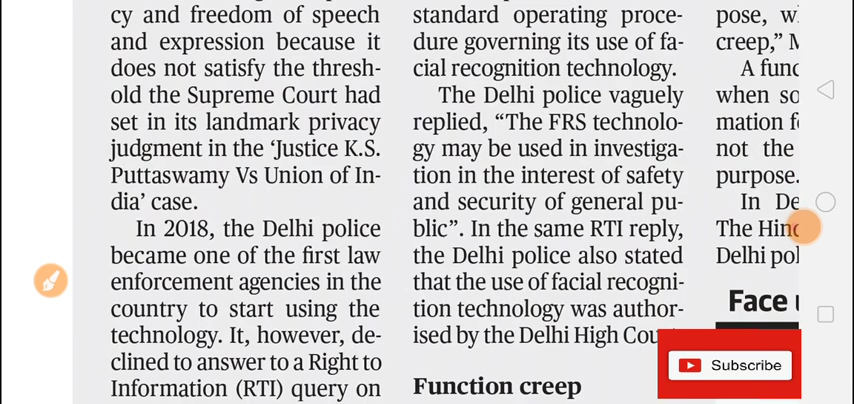 cy and freedom of speech
and expression because it
does not satisfy the thresh-
old the Supreme Court had
set in its landmark privacy
judgment in the ‘Justice K.S.
Puttaswamy Vs Union of In-
dia’ case.
In 2018, the Delhi police
became one of the first law
enforcement agencies in the
country to start using the
technology. It, however, de-
clined to answer to a Right to
Information (RTI) query on
standard operating proce-
dure governing its use of fa-
cial recognition technology.
The Delhi police vaguely
replied, “The FRS technolo-
gy may be used in investiga-
tion in the interest of safety
and security of general pu-
blic”. In the same RTI reply,
the Delhi police also stated
that the use of facial recogni-
tion technology was author-
ised by the Delhi High
Function creep
pose,
creep,”
A
when so
not the
purpose.
In
The
Delhi
Face
Subscribe